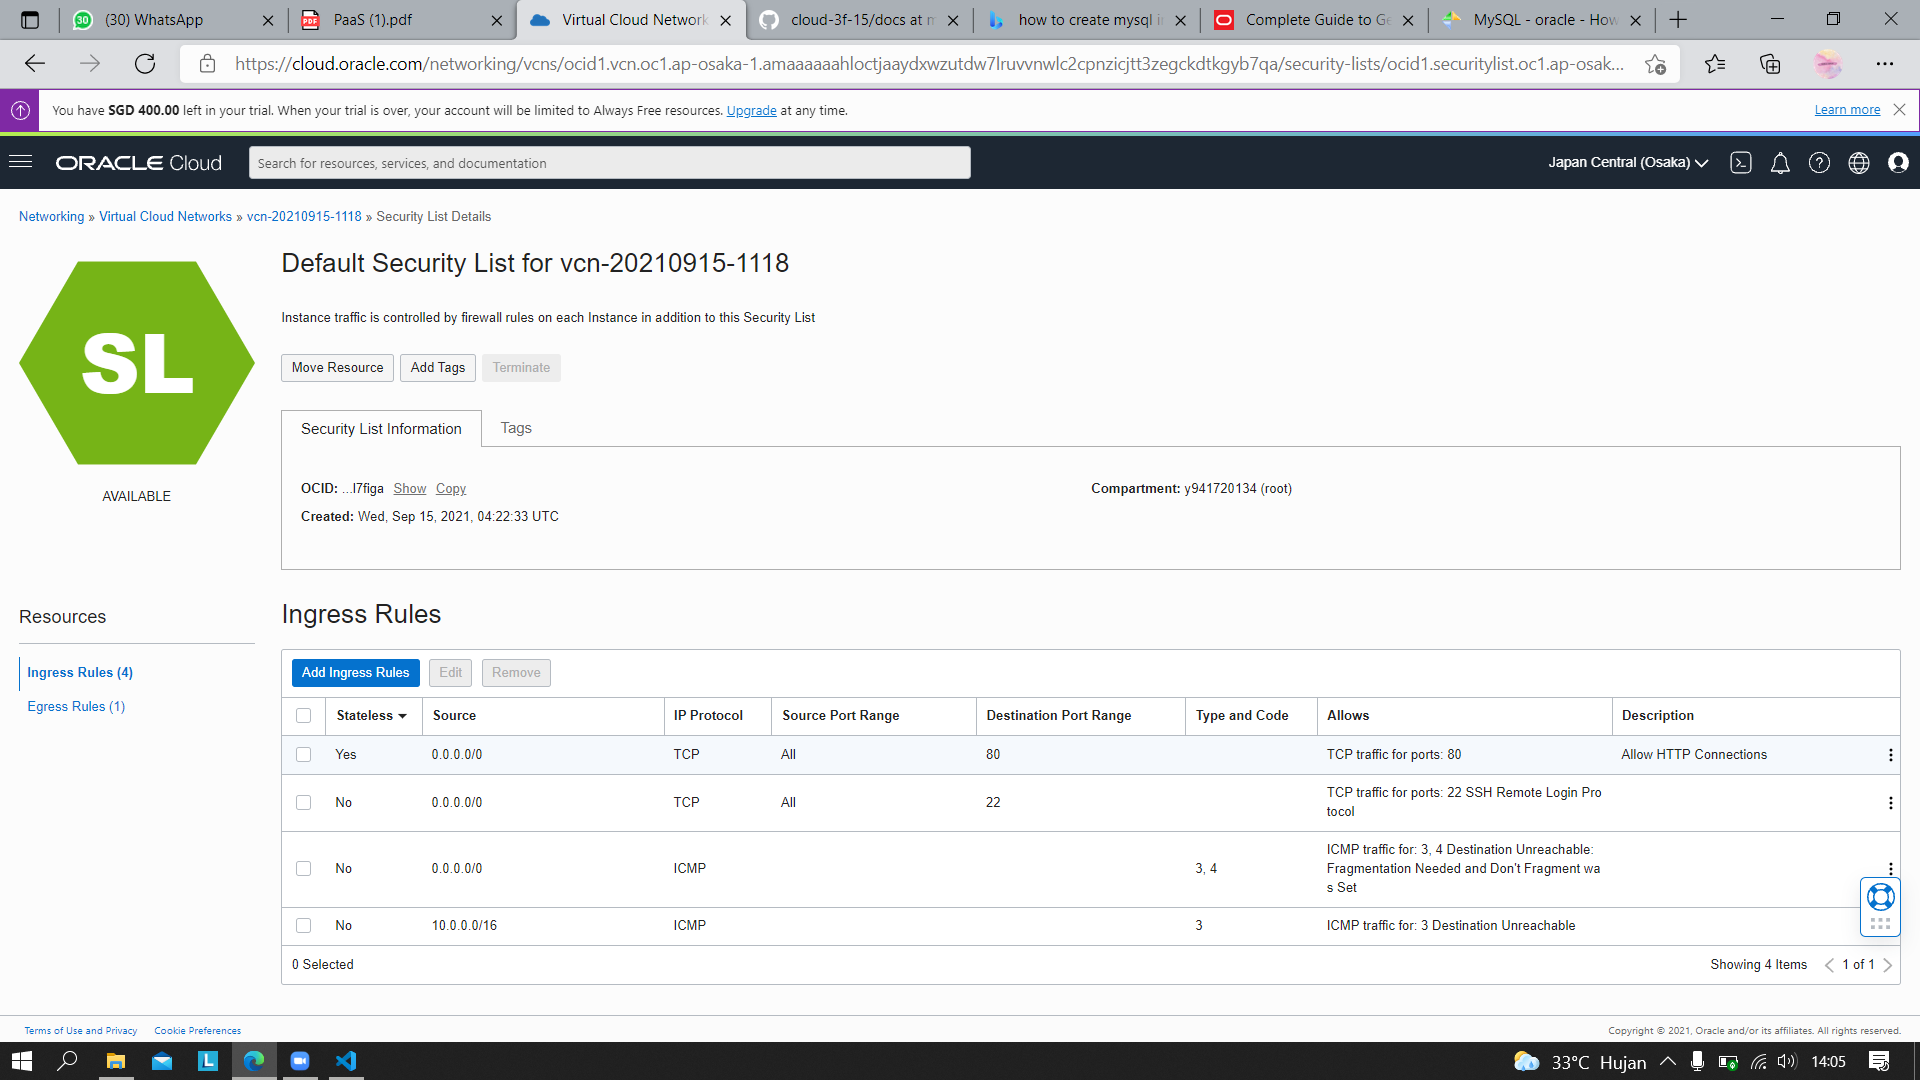 (30) WhatsApp
PaaS (1).pdf
Virtual Cloud Network
cloud-3f-15/docs at m
how to create mysql i
Complete Guide to Ge
MySQL - oracle - How
https://cloud.oracle.com/networking/vcns/ocid1.vcn.oc1.ap-osaka-1.amaaaaaahloctjaaydxwzutdw7lruvvnwlc2cpnzicjtt3zegckdtkgyb7qa/security-lists/ocid1.securitylist.oc1.ap-osak...
You have SGD 400.00 left in your trial. When your trial is over, your account will be limited to Always Free resources. Upgrade at any time.
Learn more
ORACLE Cloud
Search for resources, services, and documentation
Japan Central (Osaka)
Networking » Virtual Cloud Networks » vcn-20210915-1118 » Security List Details
SL
AVAILABLE
Default Security List for vcn-20210915-1118
Instance traffic is controlled by firewall rules on each Instance in addition to this Security List
Move Resource Add Tags Terminate
Security List Information Tags
OCID: ...l7figa Show Copy
Compartment: y941720134 (root)
Created: Wed, Sep 15, 2021, 04:22:33 UTC
Resources
Ingress Rules (4)
Egress Rules (1)
Ingress Rules
Add Ingress Rules Edit Remove
Stateless Source IP Protocol Source Port Range Destination Port Range Type and Code Allows Description
Yes 0.0.0.0/0 TCP All 80 TCP traffic for ports: 80 Allow HTTP Connections
No 0.0.0.0/0 TCP All 22 TCP traffic for ports: 22 SSH Remote Login Pro
tocol
No 0.0.0.0/0 ICMP 3, 4 ICMP traffic for: 3, 4 Destination Unreachable:
Fragmentation Needed and Don't Fragment wa
s Set
No 10.0.0.0/16 ICMP 3 ICMP traffic for: 3 Destination Unreachable
0 Selected
Showing 4 Items 1 of 1
Terms of Use and Privacy Cookie Preferences
Copyright © 2021, Oracle and/or its affiliates. All rights reserved.
33°C Hujan
14:05